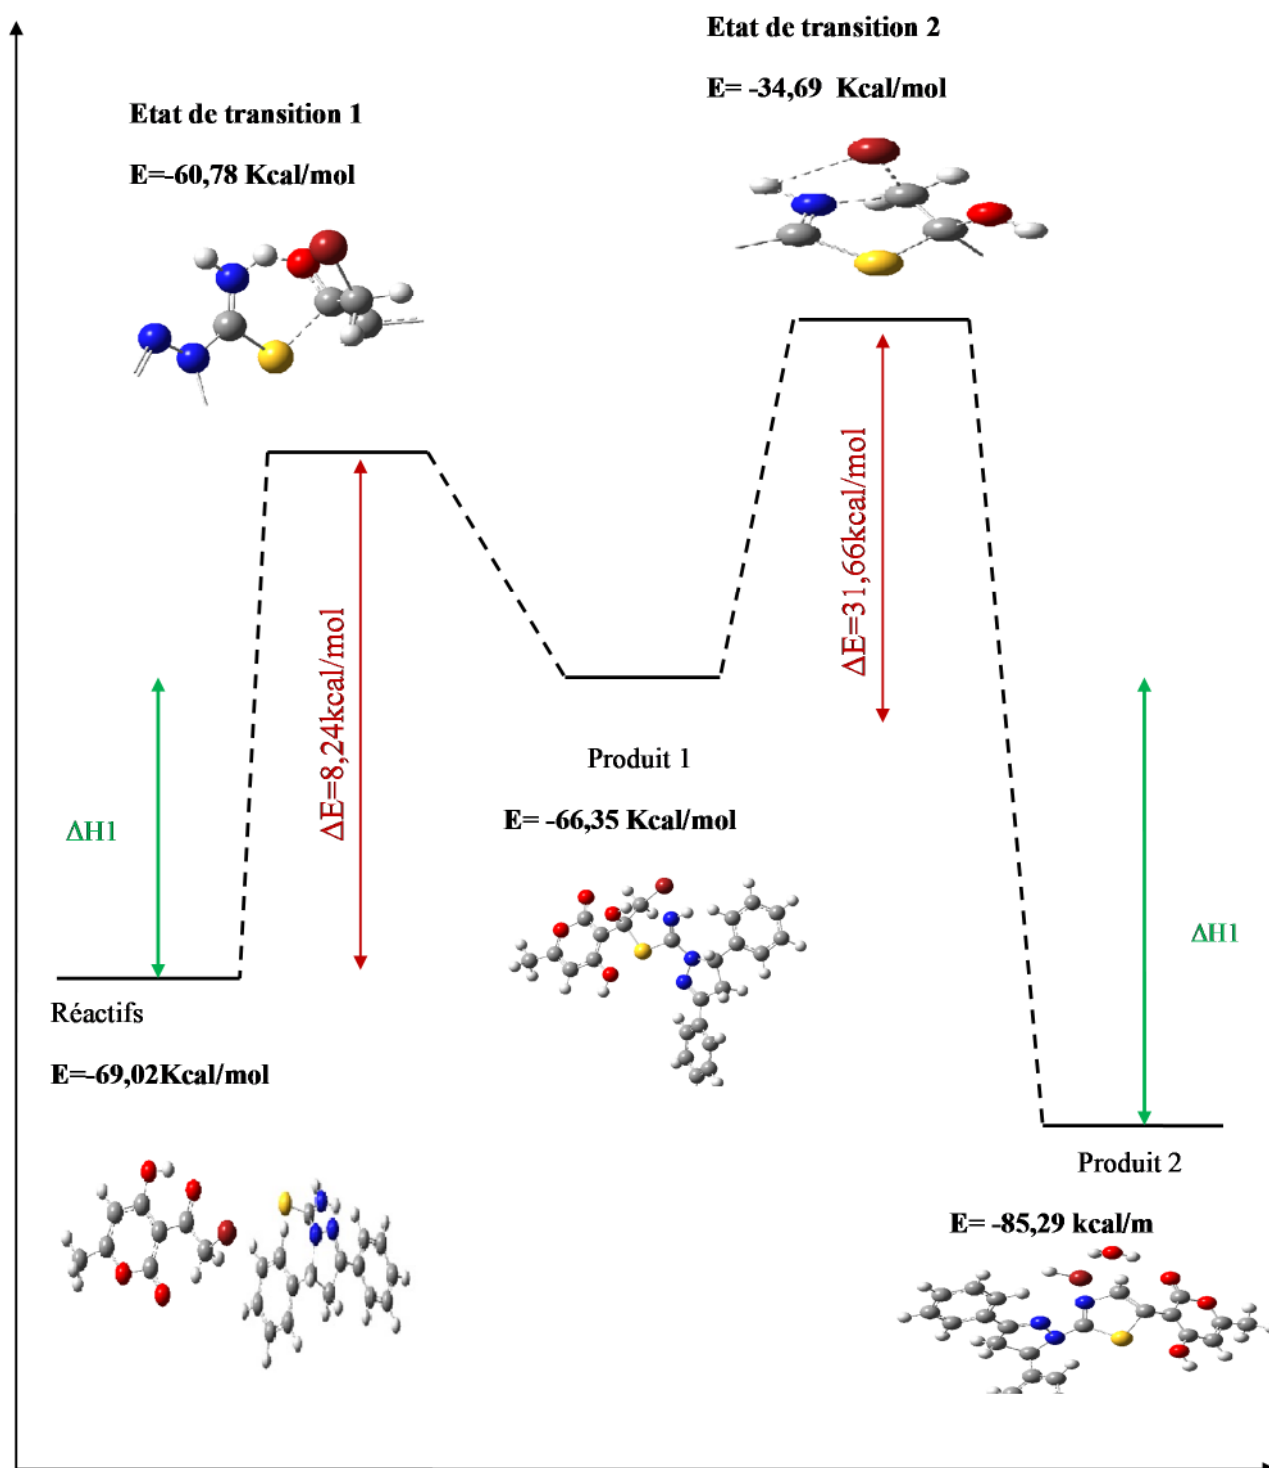 Etat de transition 2
E= -34,69 Kcal/mol
Etat de transition 1
E=-60,78 Kcal/mol
ΔE=8,24kcal/mol
ΔE=31,66kcal/mol
Produit 1
E= -66,35 Kcal/mol
ΔH1
ΔH1
Réactifs
E=-69,02Kcal/mol
Produit 2
E= -85,29 kcal/m